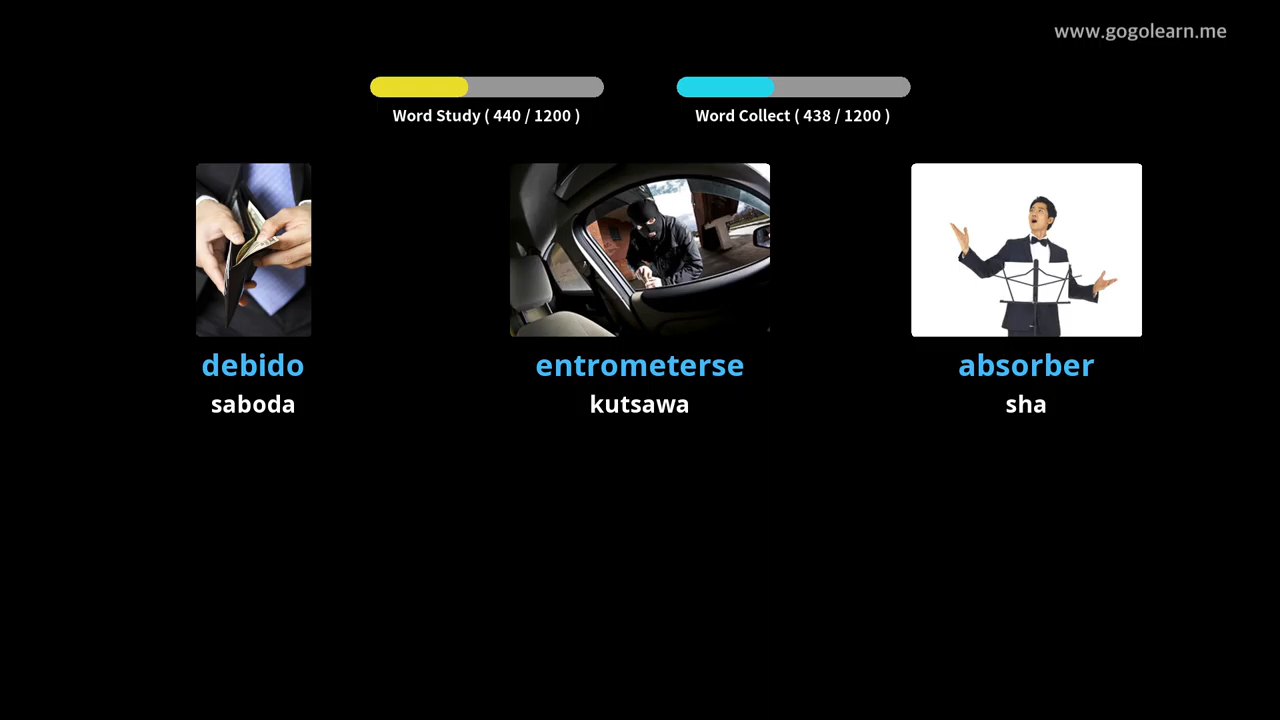 www.gogolearn.me
Word Study ( 440 / 1200 )
Word Collect ( 438 / 1200 )
debido
saboda
entrometerse
kutsawa
absorber
sha